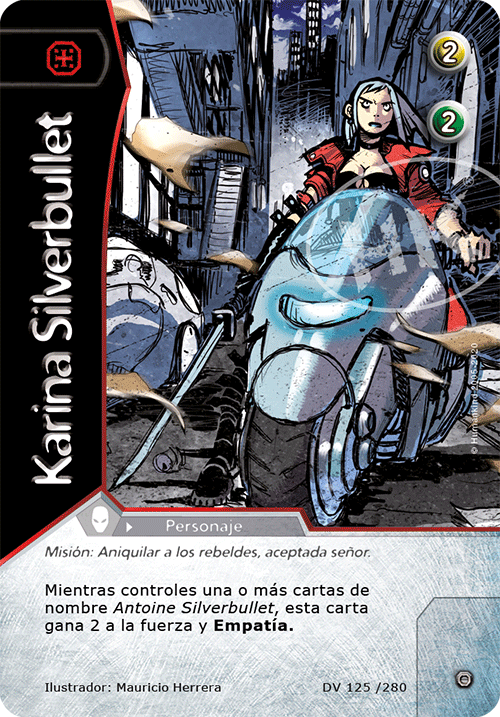 2
2
Karina Silverbullet
Personaje
Misión: Aniquilar a los rebeldes, aceptada señor.
Mientras controles una o más cartas de
nombre Antoine Silverbullet, esta carta
gana 2 a la fuerza y Empatía.
Ilustrador: Mauricio Herrera
DV 125 /280